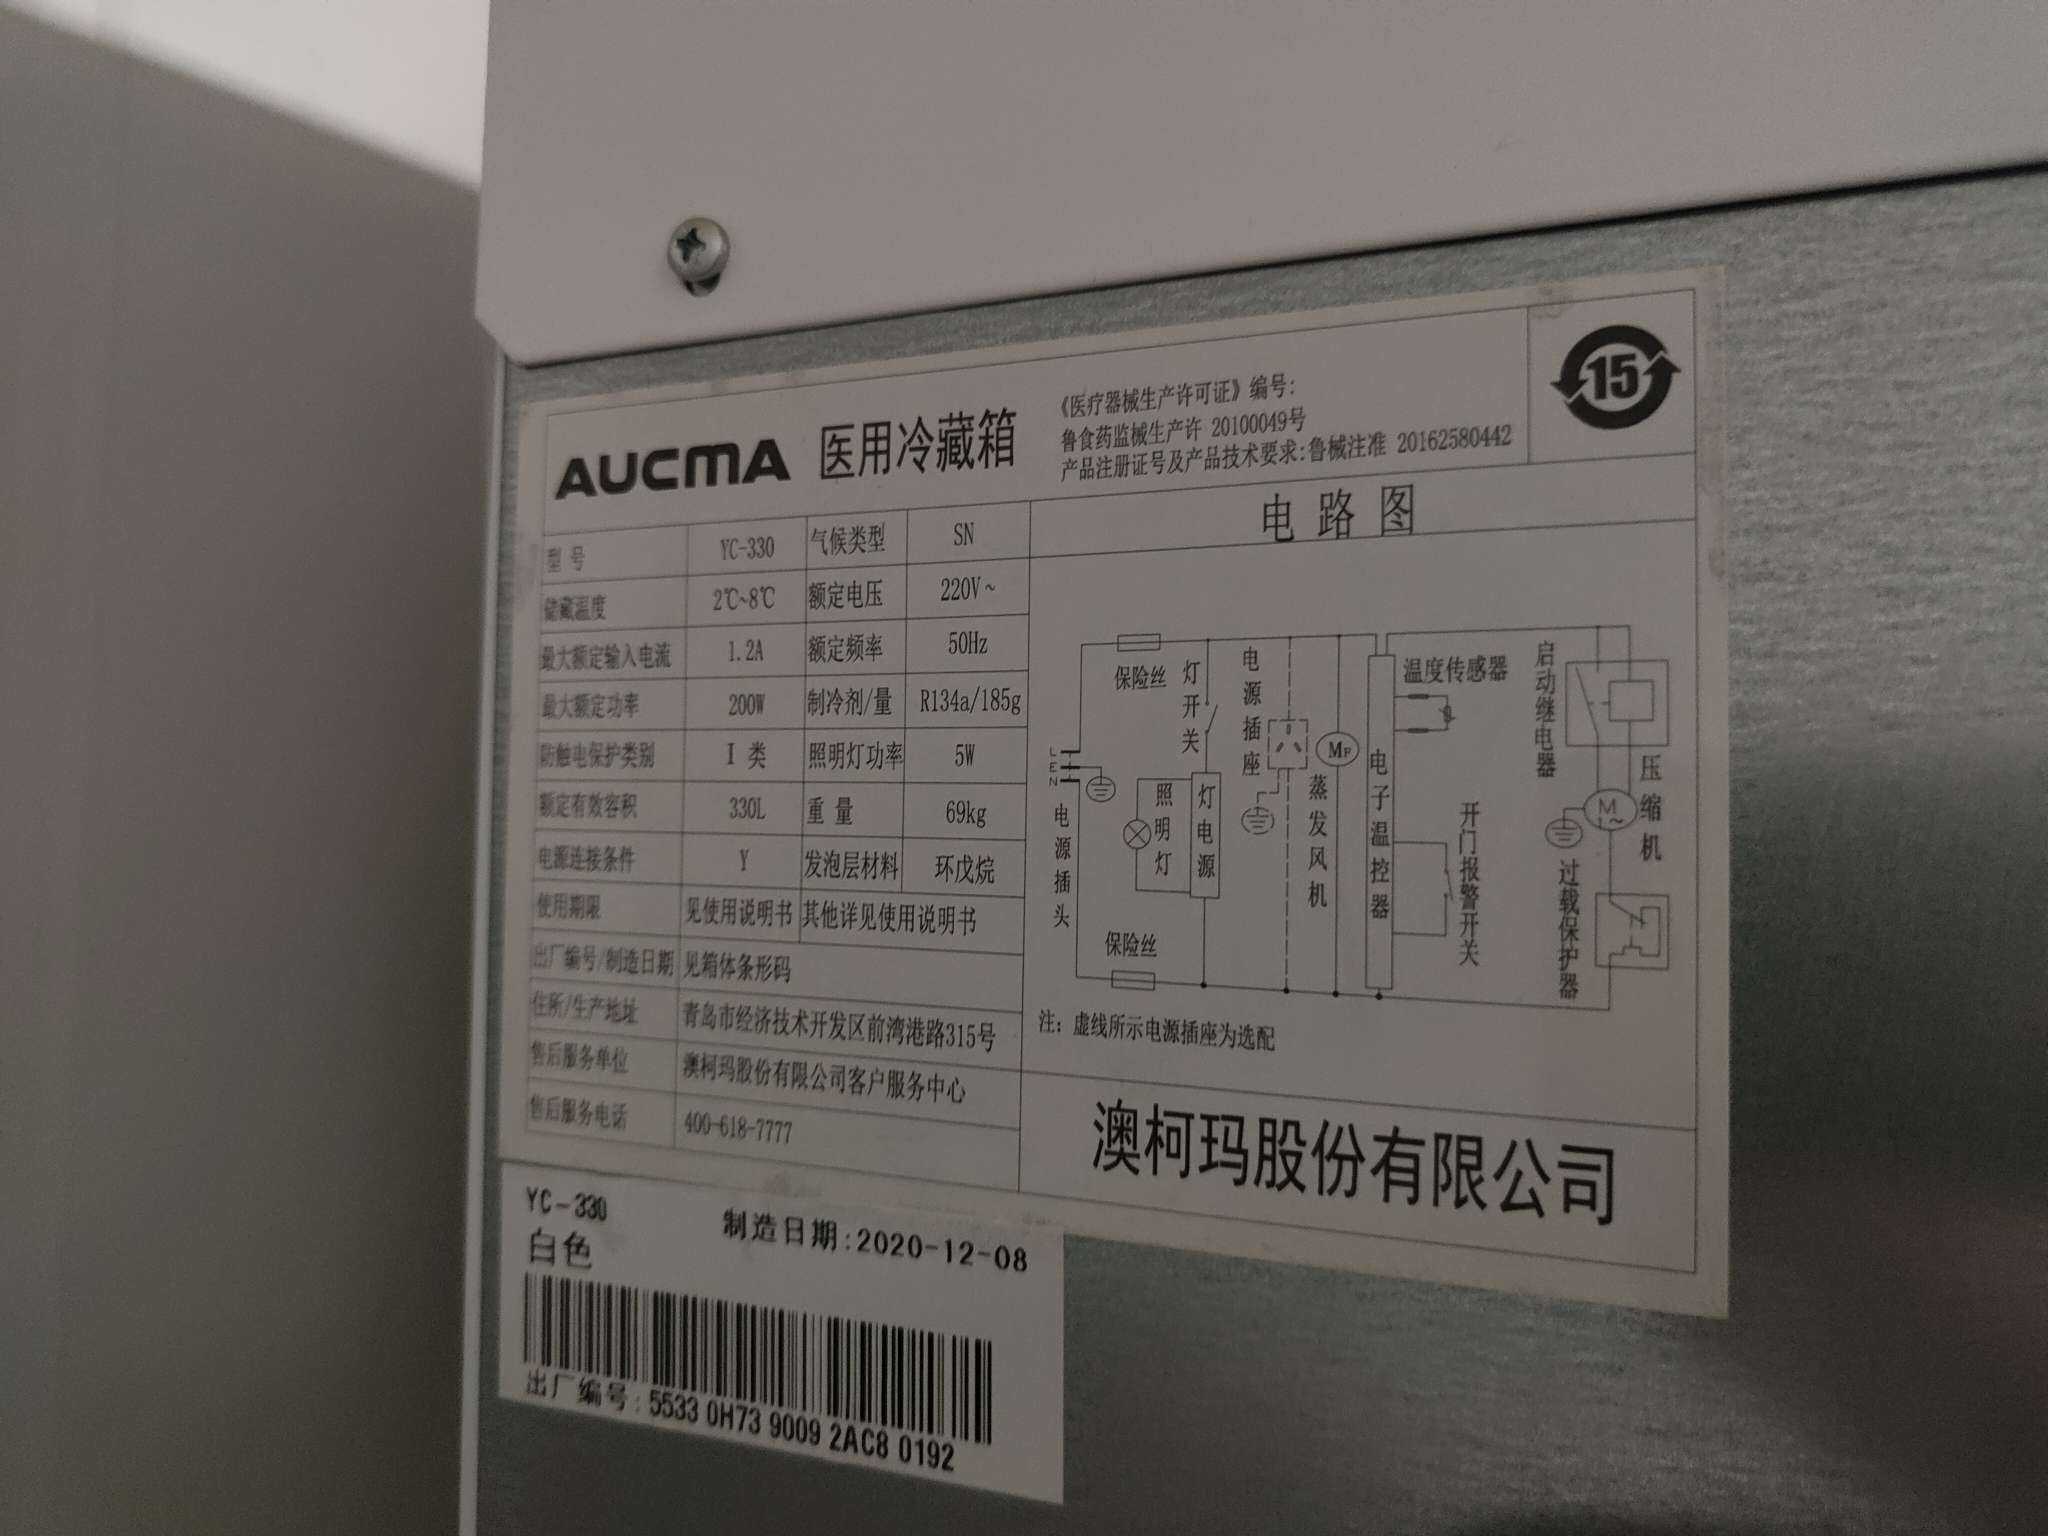 AUCMA 医用冷藏箱
《医疗器械生产许可证》编号:
鲁食药监械生产许 20100049号
产品注册证号及产品技术要求:鲁械注准 20162580442
15
型 号 YC-330 气候类型 SN
储藏温度 2℃~8℃ 额定电压 220V~
最大额定输入电流 1.2A 额定频率 50Hz
最大额定功率 200W 制冷剂/量 R134a/185g
防触电保护类别 I 类 照明灯功率 5W
额定有效容积 330L 重 量 69kg
电源连接条件 Y 发泡层材料 环戊烷
使用期限 见使用说明书 其他详见使用说明书
出厂编号/制造日期 见箱体条形码
住所/生产地址 青岛市经济技术开发区前湾港路315号
售后服务单位 澳柯玛股份有限公司客户服务中心
售后服务电话 400-618-7777
电 路 图
L
E
N
电源插头
保险丝
保险丝
灯开关
照明灯
灯电源
电源插座
MF
蒸发风机
电子温控器
温度传感器
开门报警开关
启动继电器
M
1~
压缩机
过载保护器
注: 虚线所示电源插座为选配
澳柯玛股份有限公司
YC-330
白色
制造日期:2020-12-08
出厂编号: 5533 0H73 9009 2AC8 0192